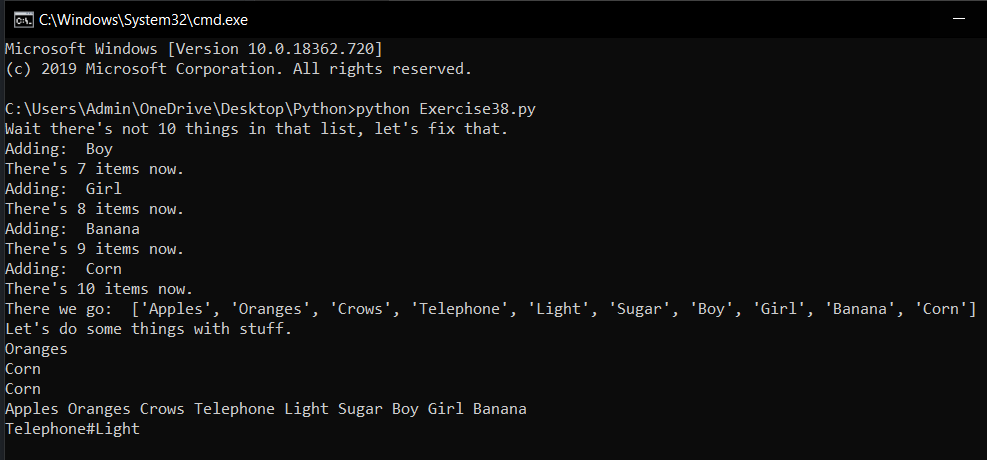 C:\Windows\System32\cmd.exe
Microsoft Windows [Version 10.0.18362.720]
(c) 2019 Microsoft Corporation. All rights reserved.
C:\Users\Admin\OneDrive\Desktop\Python>python Exercise38.py
Wait there's not 10 things in that list, let's fix that.
Adding:  Boy
There's 7 items now.
Adding:  Girl
There's 8 items now.
Adding:  Banana
There's 9 items now.
Adding:  Corn
There's 10 items now.
There we go:  ['Apples', 'Oranges', 'Crows', 'Telephone', 'Light', 'Sugar', 'Boy', 'Girl', 'Banana', 'Corn']
Let's do some things with stuff.
Oranges
Corn
Corn
Apples Oranges Crows Telephone Light Sugar Boy Girl Banana
Telephone#Light